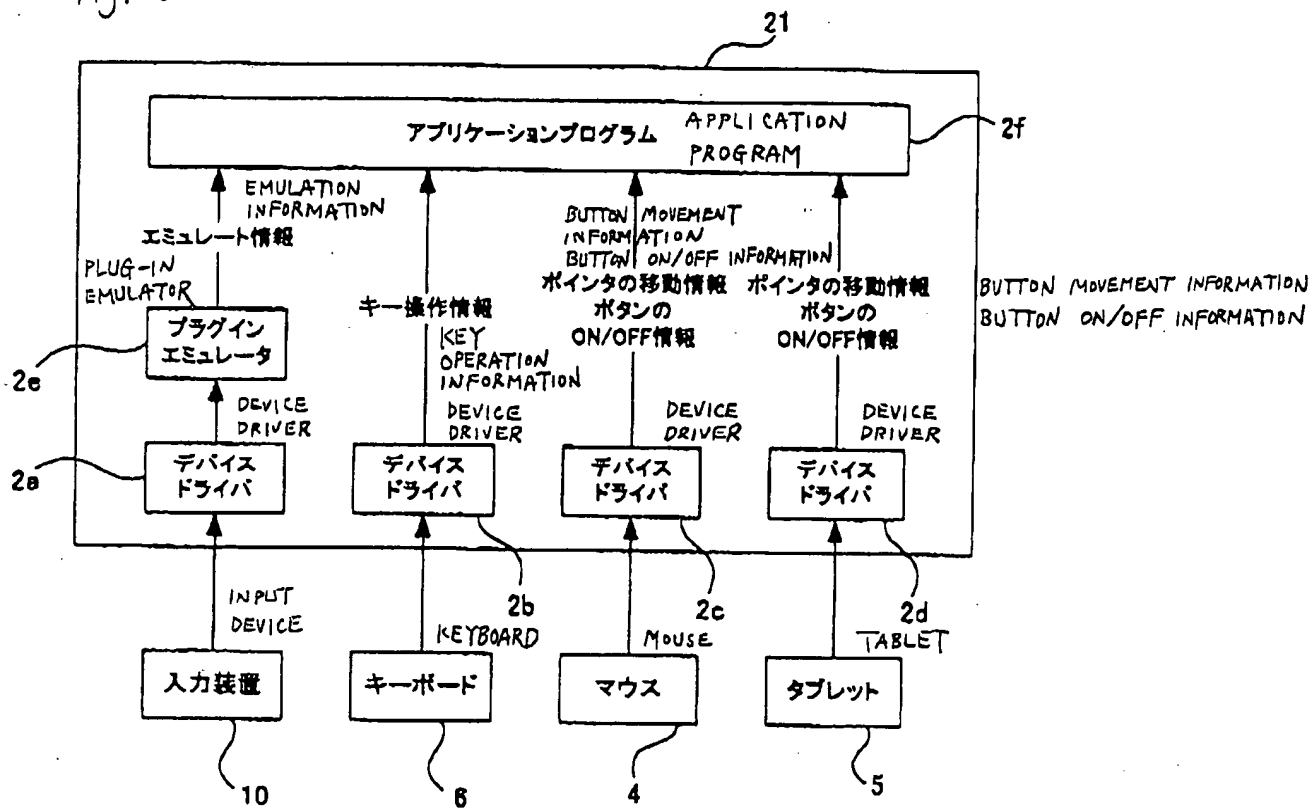 Fig.
21
アプリケーションプログラム
APPLICATION
PROGRAM
2f
EMULATION
INFORMATION
エミュレート情報
PLUG-IN
EMULATOR
プラグイン
エミュレータ
2e
キー操作情報
KEY
OPERATION
INFORMATION
BUTTON MOVEMENT
INFORMATION
BUTTON ON/OFF INFORMATION
ポインタの移動情報
ボタンの
ON/OFF情報
ポインタの移動情報
ボタンの
ON/OFF情報
BUTTON MOVEMENT INFORMATION
BUTTON ON/OFF INFORMATION
DEVICE
DRIVER
デバイス
ドライバ
2a
DEVICE
DRIVER
デバイス
ドライバ
2b
DEVICE
DRIVER
デバイス
ドライバ
2c
DEVICE
DRIVER
デバイス
ドライバ
2d
INPUT
DEVICE
入力装置
10
KEYBOARD
キーボード
6
MOUSE
マウス
4
TABLET
タブレット
5